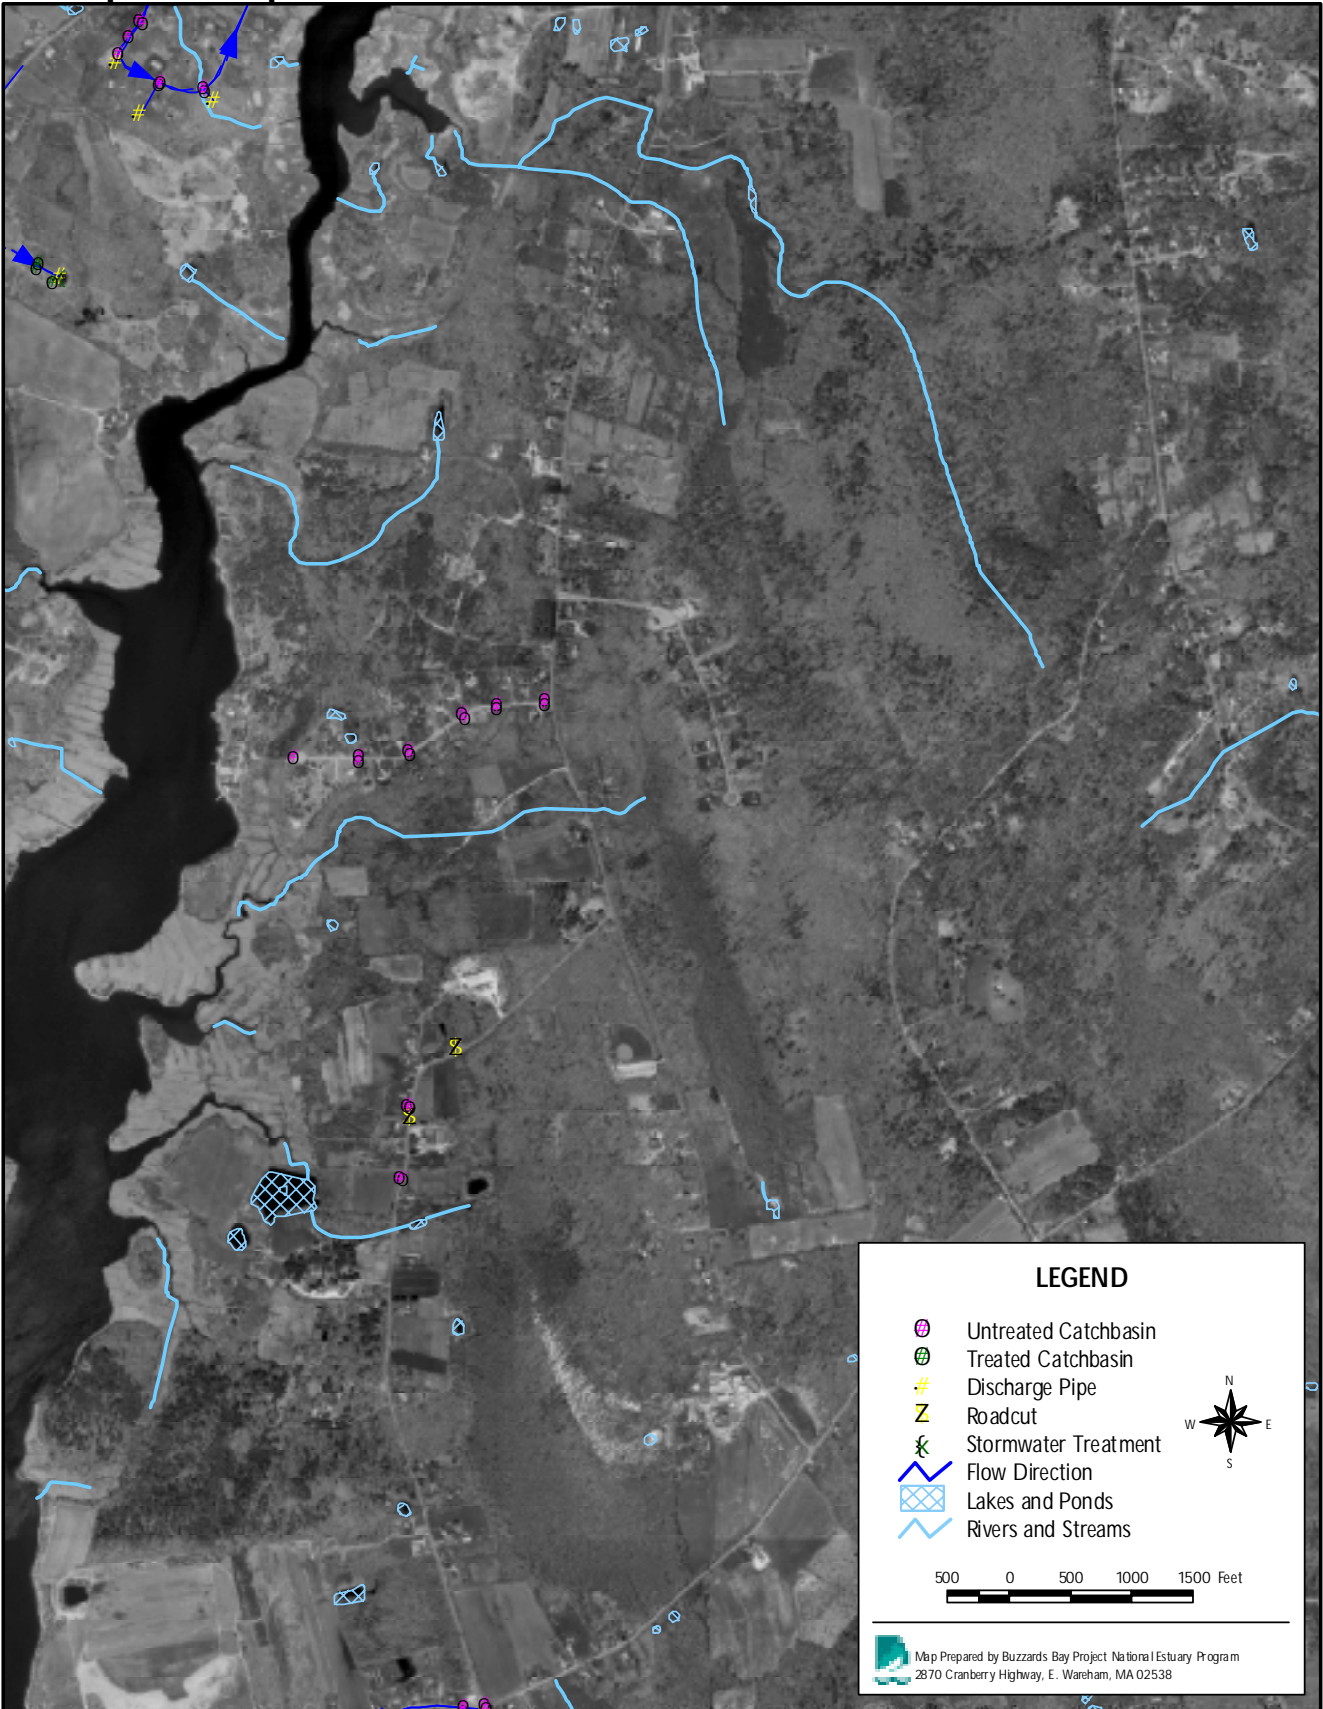 LEGEND
Untreated Catchbasin
Treated Catchbasin
Discharge Pipe
Roadcut
Stormwater Treatment
Flow Direction
Lakes and Ponds
Rivers and Streams
N
W E
S
500 0 500 1000 1500 Feet
Map Prepared by Buzzards Bay Project National Estuary Program
2870 Cranberry Highway, E. Wareham, MA 02538